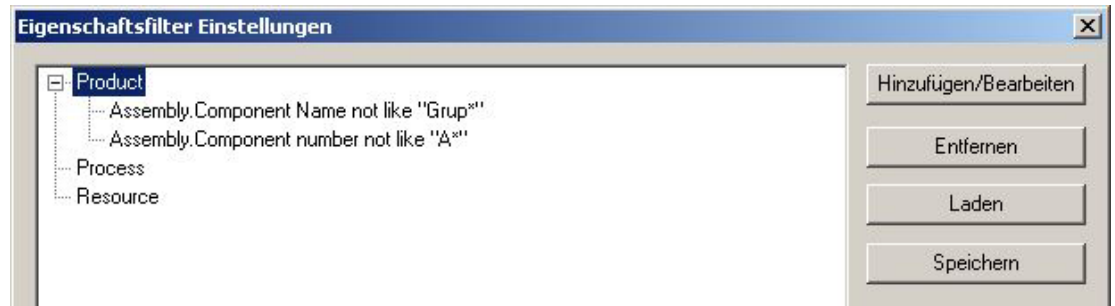 Eigenschaftsfilter Einstellungen
Product
Hinzufügen/Bearbeiten
Assembly.Component Name not like "Grup*"
Assembly.Component number not like "A*"
Entfernen
Process
Resource
Laden
Speichern